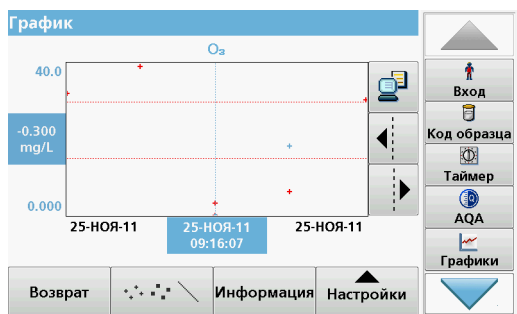 График
O₃
40.0
-0.300
mg/L
0.000
25-НОЯ-11
25-НОЯ-11
09:16:07
25-НОЯ-11
Возврат
Информация
Настройки
Вход
Код образца
Таймер
AQA
Графики